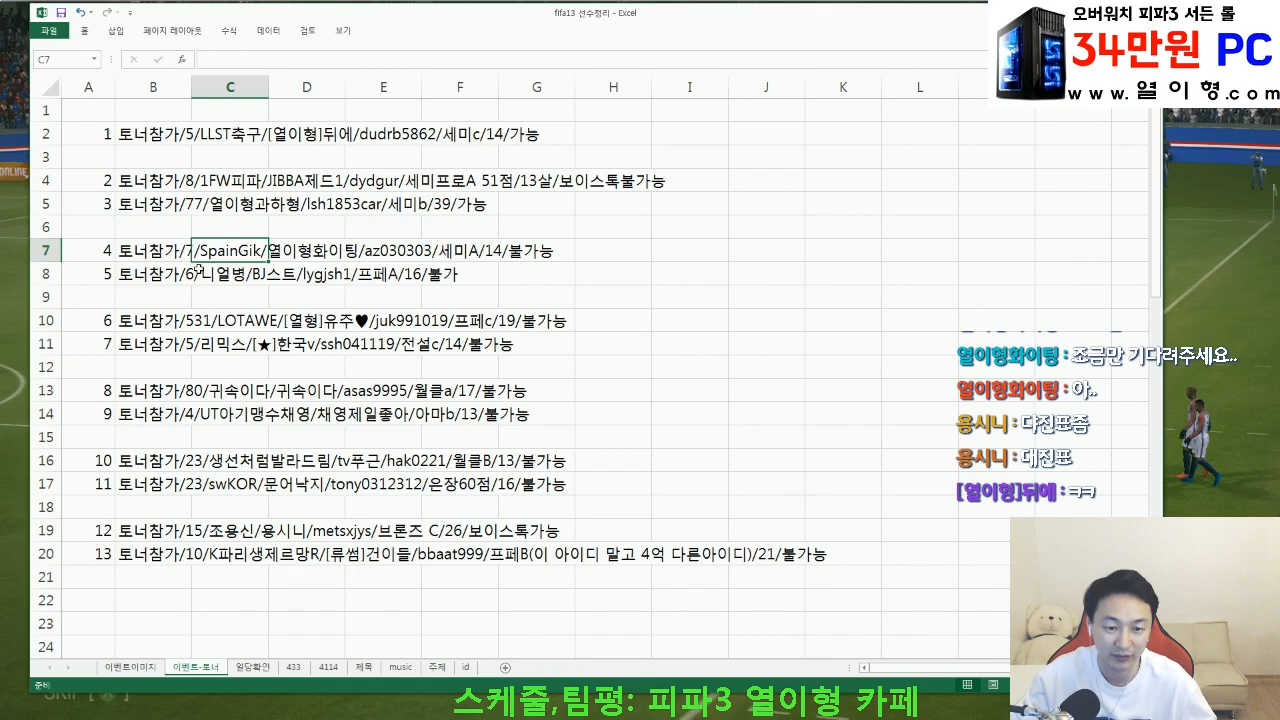 fifa13 선수정리 - Excel
파일 홈 삽입 페이지 레이아웃 수식 데이터 검토 보기
C7 fx
A B C D E F G H I J K L
1
2 1 토너참가/5/LLST축구/[열이형]뒤에/dudrb5862/세미c/14/가능
3
4 2 토너참가/8/1FW피파/JIBBA제드1/dydgur/세미프로A 51점/13살/보이스톡불가능
5 3 토너참가/77/열이형과하형/lsh1853car/세미b/39/가능
6
7 4 토너참가/7/SpainGik/열이형화이팅/az030303/세미A/14/불가능
8 5 토너참가/6/니얼병/BJ스트/lygjsh1/프페A/16/불가
9
10 6 토너참가/531/LOTAWE/[열형]유주♥/juk991019/프페c/19/불가능
11 7 토너참가/5/리믹스/[★]한국v/ssh041119/전설c/14/불가능
12
13 8 토너참가/80/귀속이다/귀속이다/asas9995/월클a/17/불가능
14 9 토너참가/4/UT아기맹수채영/채영제일좋아/아마b/13/불가능
15
16 10 토너참가/23/생선처럼발라드림/tv푸근/hak0221/월클B/13/불가능
17 11 토너참가/23/swKOR/문어낙지/tony0312312/은장60점/16/불가능
18
19 12 토너참가/15/조용신/용시니/metsxjys/브론즈 C/26/보이스톡가능
20 13 토너참가/10/K파리생제르망R/[류썸]건이들/bbaat999/프페B(이 아이디 말고 4억 다른아이디)/21/불가능
21
22
23
24
이벤트이미지 이벤트-토너 일당확인 433 4114 제목 music 주제 id
준비
오버워치 피파3 서든 롤
34만원 PC
www.열이형.com
ONLINE
열이형화이팅 : 조금만 기다려주세요..
열이형화이팅 : 아..
용시니 : 댜진표좀
용시니 : 대진표
[열이형]뒤에 : ㅋㅋ
스케줄,팀평: 피파3 열이형 카페